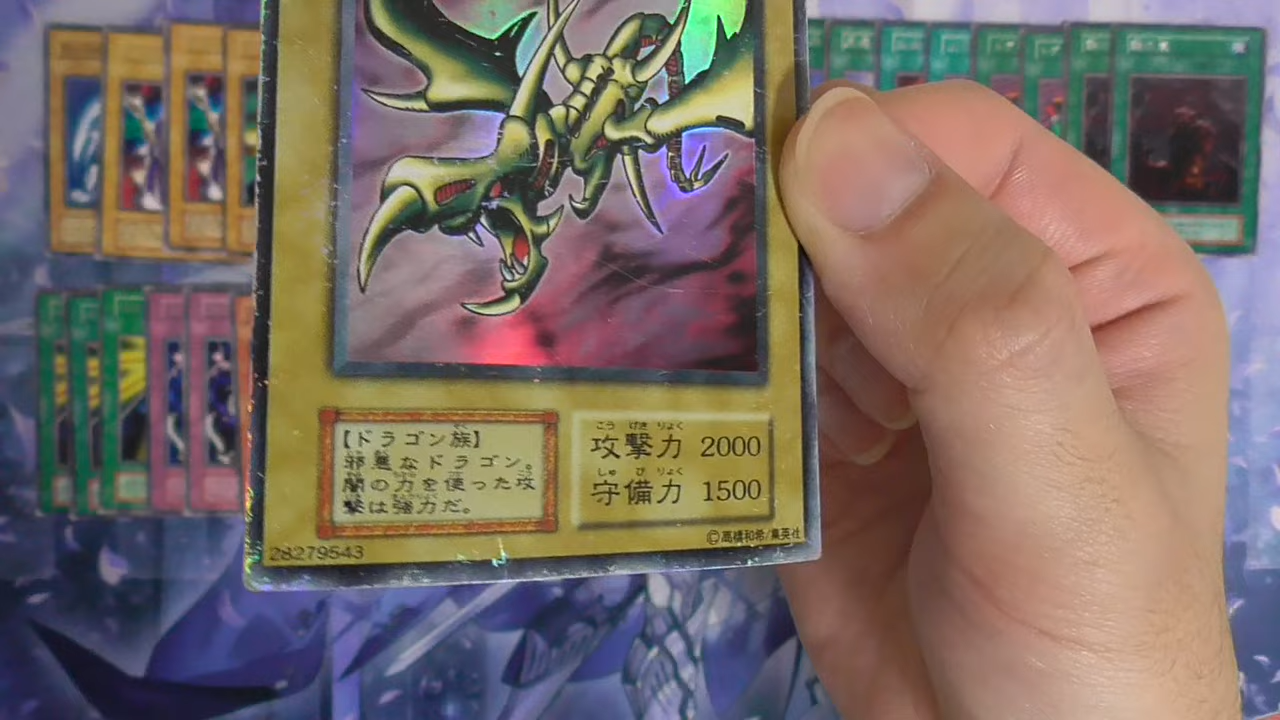 【ドラゴン族】
邪悪なドラゴン。
闇の力を使った攻
撃は強力だ。
こう げき りょく
攻撃力 2000
しゅ び りょく
守備力 1500
28279543
©高橋和希/集英社